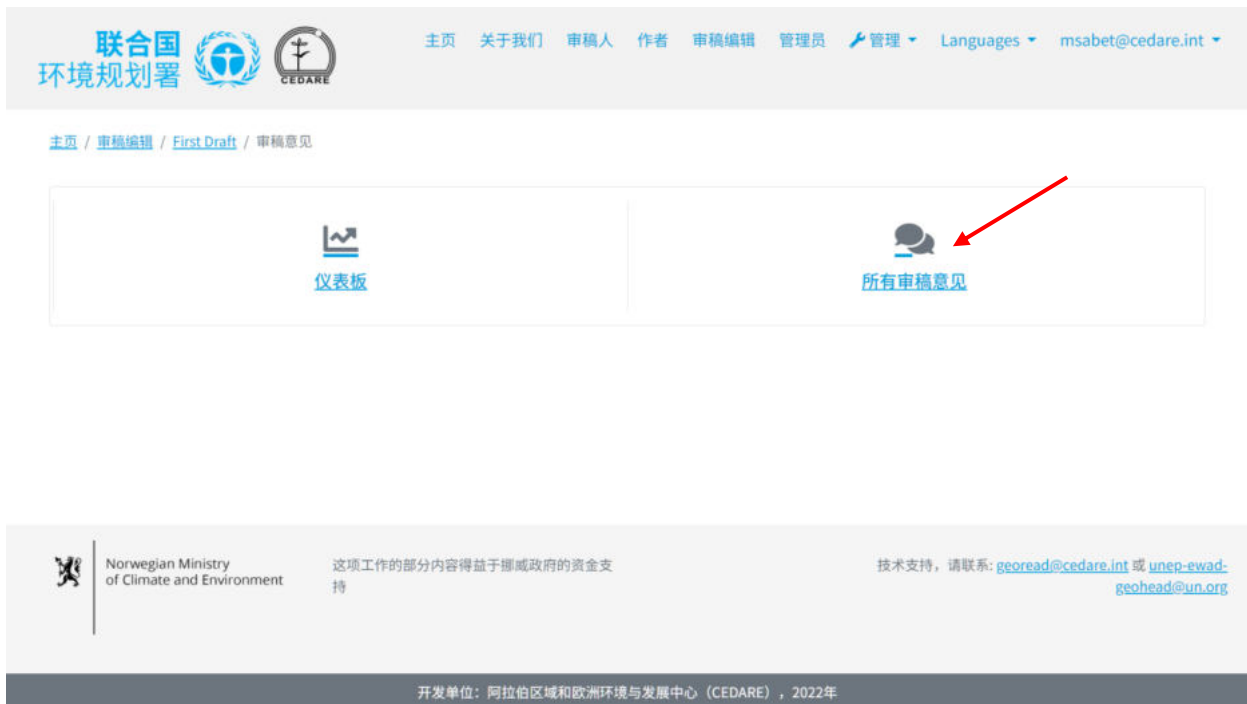 联合国
环境规划署
CEDARE
主页 关于我们 审稿人 作者 审稿编辑 管理员 管理 Languages msabet@cedare.int
主页 / 审稿编辑 / First Draft / 审稿意见
仪表板
所有审稿意见
Norwegian Ministry
of Climate and Environment
这项工作的部分内容得益于挪威政府的资金支
持
技术支持，请联系: georead@cedare.int 或 unep-ewad-
geohead@un.org
开发单位：阿拉伯区域和欧洲环境与发展中心（CEDARE）, 2022年